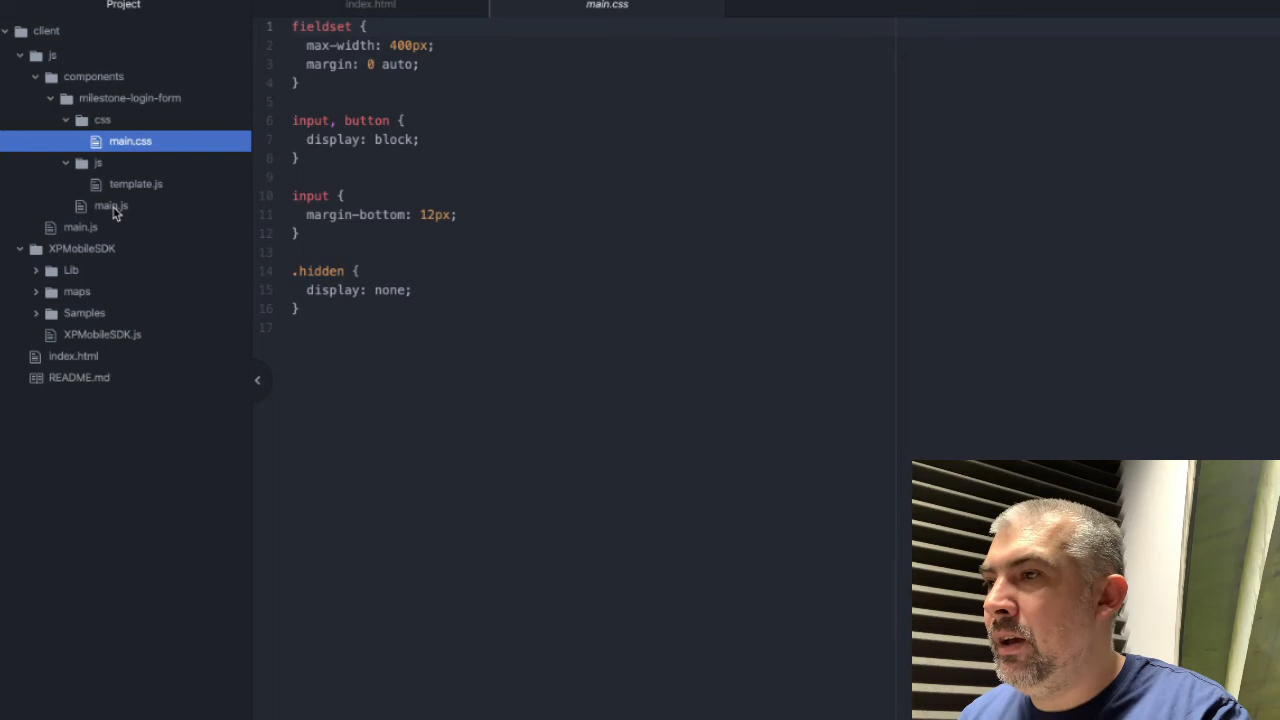 Project
index.html
main.css
client
js
components
milestone-login-form
css
main.css
js
template.js
main.js
main.js
XPMobileSDK
Lib
maps
Samples
XPMobileSDK.js
index.html
README.md
1 fieldset {
2 max-width: 400px;
3 margin: 0 auto;
4 }
5
6 input, button {
7 display: block;
8 }
9
10 input {
11 margin-bottom: 12px;
12 }
13
14 .hidden {
15 display: none;
16 }
17